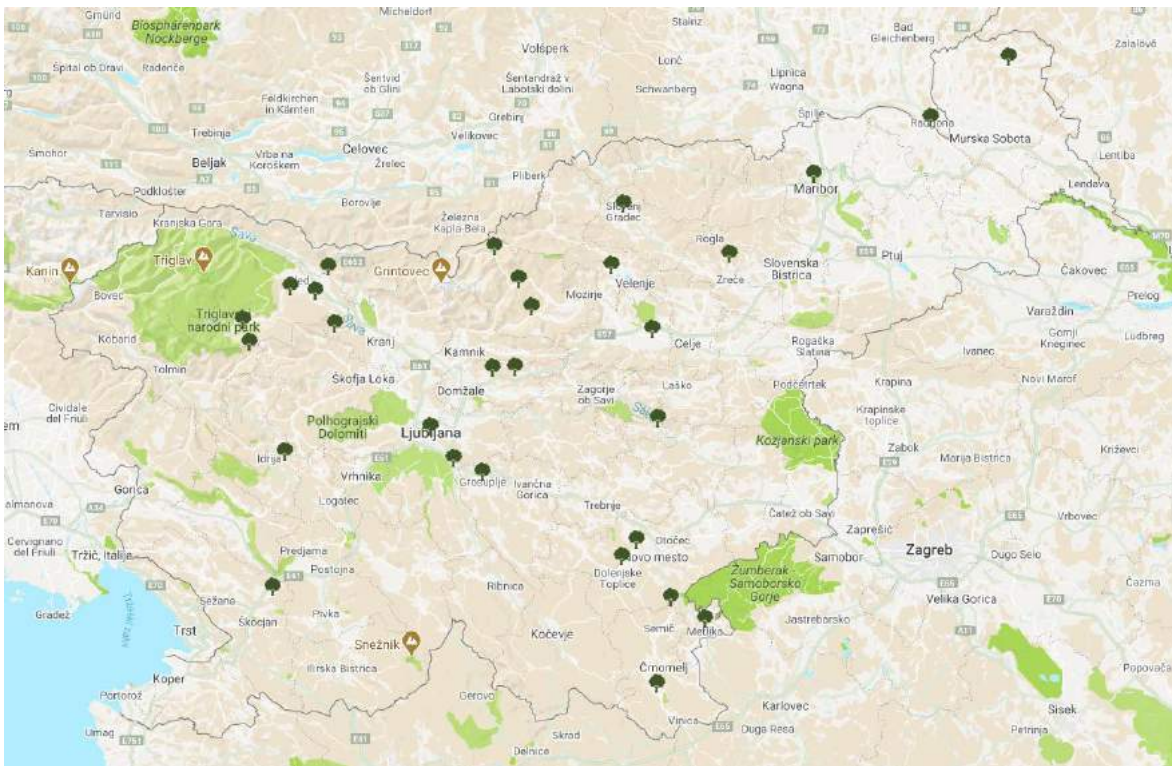 Gmünd
Micheldorf
Stainz
Bad
Gleichenberg
Biosphärenpark
Nockberge
Volšperk
Lonč
Zalalövő
Špital ob Dravi
Radenče
Šentvid
ob Glini
Šentandraž v
Labotski dolini
Schwanberg
Lipnica
Wagna
Feldkirchen
in Kärnten
Grebinj
Špilje
Radgona
Trebinja
Velikovec
Murska Sobota
Šmohor
Beljak
Vrba na
Koroškem
Celovec
Žrelec
Pliberk
Maribor
Lentiba
Podklošter
Borovlje
Lendava
Tarvisio
Kranjska Gora
Železna
Kapla-Bela
Slovenj
Gradec
Sava
Rogla
Kanin
Triglav
Grintovec
Velenje
Zreče
Slovenska
Bistrica
Ptuj
Čakovec
Bovec
Mozirje
Prelog
Triglavski
narodni park
Varaždin
Kobarid
Kranj
Celje
Rogaška
Slatina
Gornji
Kneginec
Ludbreg
Tolmin
Kamnik
Ivanec
Škofja Loka
Domžale
Zagorje
ob Savi
Laško
Podčetrtek
Krapina
Novi Marof
Cividale
del Friuli
Polhograjski
Dolomiti
Ljubljana
Krapinske
toplice
Kozjanski park
Zabok
Marija Bistrica
Križevci
Idrija
Vrhnika
Grosuplje
Ivančna
Gorica
Gorica
Logatec
Trebnje
Čatež ob Savi
Cervignano
del Friuli
Tržič, Italija
Predjama
Postojna
Otočec
Novo mesto
Zaprešić
Samobor
Zagreb
Vrbovec
Dugo Selo
Dolenjske
Toplice
Žumberak
Samoborsko
Gorje
Čazma
Gradež
Sežane
Pivka
Ribnica
Velika Gorica
Škocjan
Trst
Semič
Metlika
Jastrebarsko
Kočevje
Snežnik
Koper
Ilirska Bistrica
Črnomelj
Popovača
Portorož
Gerovo
Karlovec
Sisek
Umag
Vinica
Duga Resa
Skrad
Petrinja
Delnice